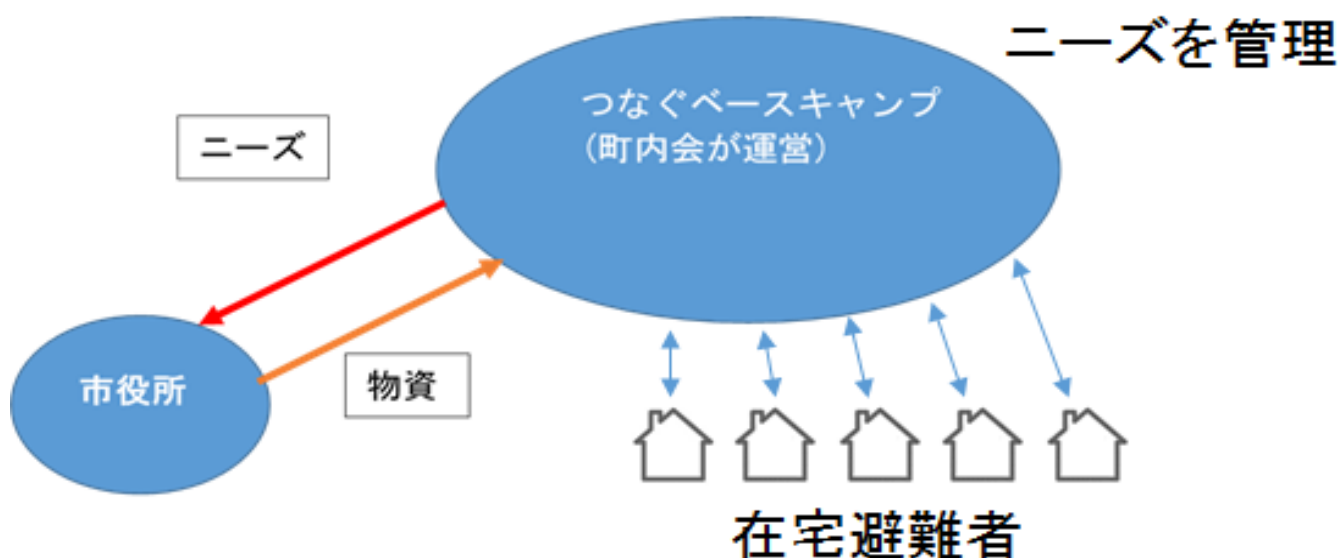 ニーズを管理
つなぐベースキャンプ
(町内会が運営)
ニーズ
市役所
物資
在宅避難者